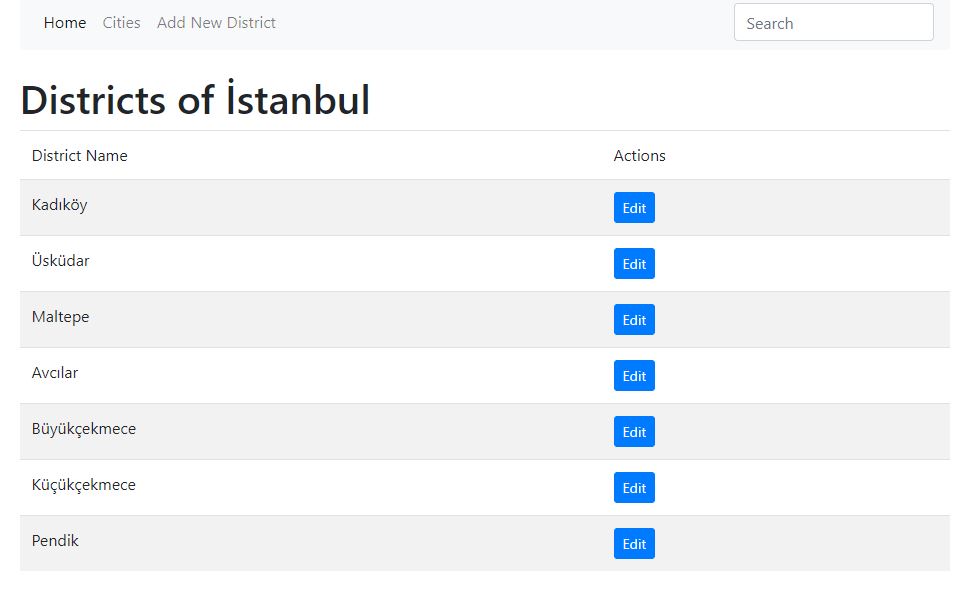 Home Cities Add New District Search
Districts of İstanbul
District Name Actions
Kadıköy Edit
Üsküdar Edit
Maltepe Edit
Avcılar Edit
Büyükçekmece Edit
Küçükçekmece Edit
Pendik Edit